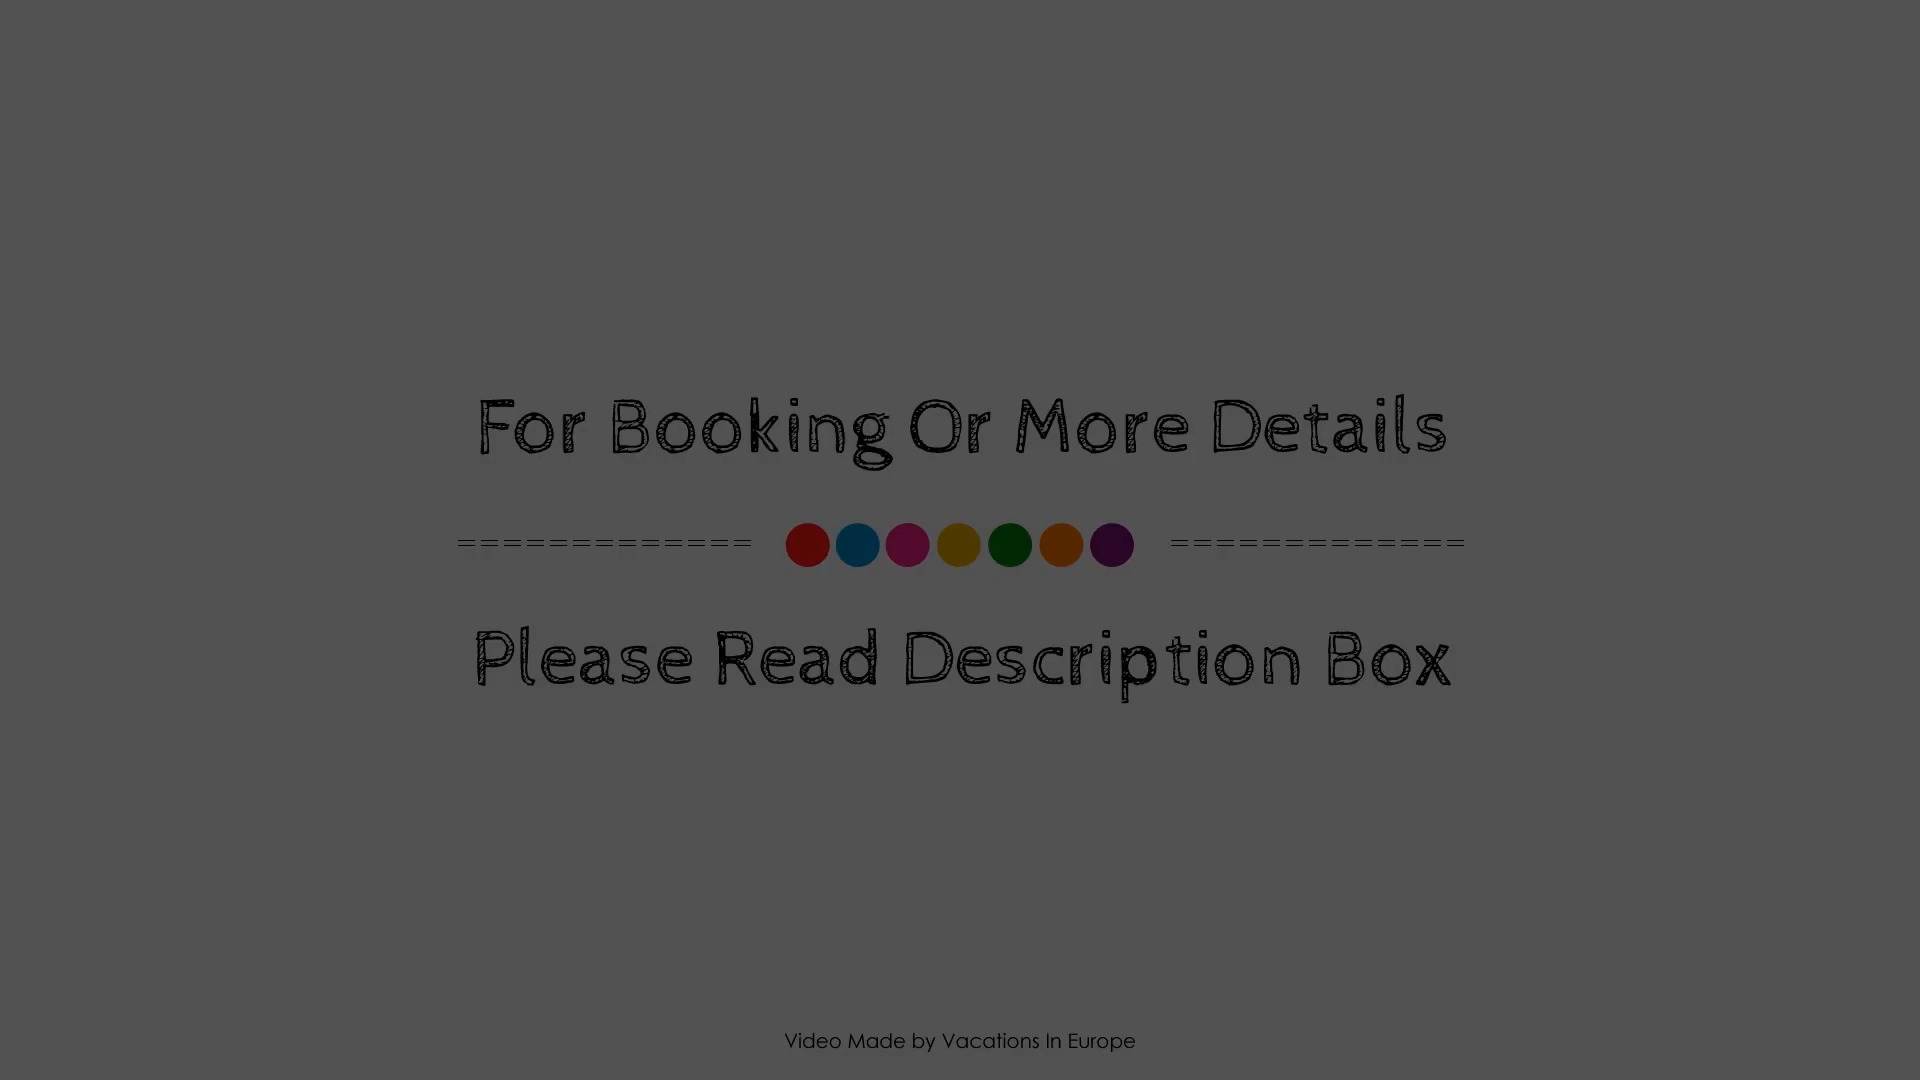 For Booking Or More Details
============= =============
Please Read Description Box
Video Made by Vacations In Europe